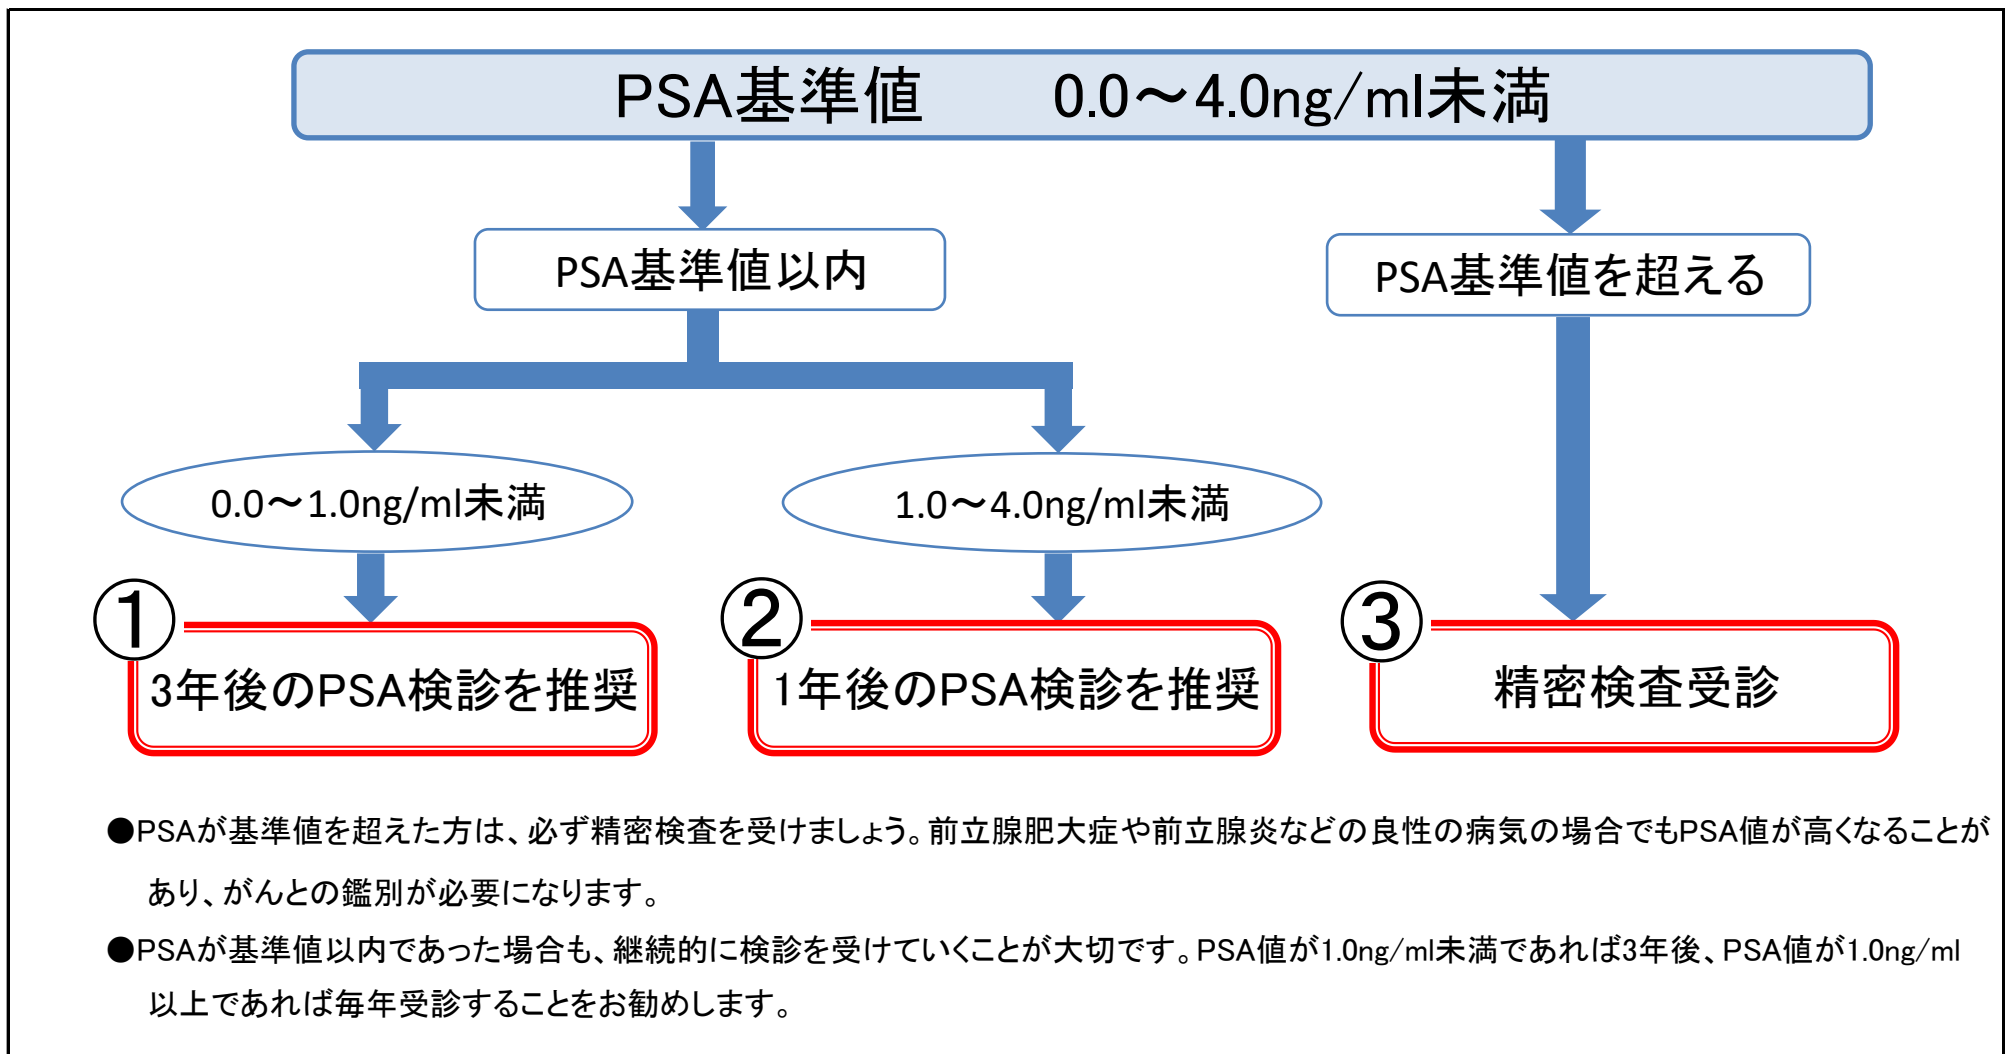 PSA基準値　　0.0～4.0ng/ml未満
PSA基準値以内
PSA基準値を超える
0.0～1.0ng/ml未満
1.0～4.0ng/ml未満
①
②
③
3年後のPSA検診を推奨
1年後のPSA検診を推奨
精密検査受診
●PSAが基準値を超えた方は、必ず精密検査を受けましょう。前立腺肥大症や前立腺炎などの良性の病気の場合でもPSA値が高くなることが
あり、がんとの鑑別が必要になります。
●PSAが基準値以内であった場合も、継続的に検診を受けていくことが大切です。PSA値が1.0ng/ml未満であれば3年後、PSA値が1.0ng/ml
以上であれば毎年受診することをお勧めします。